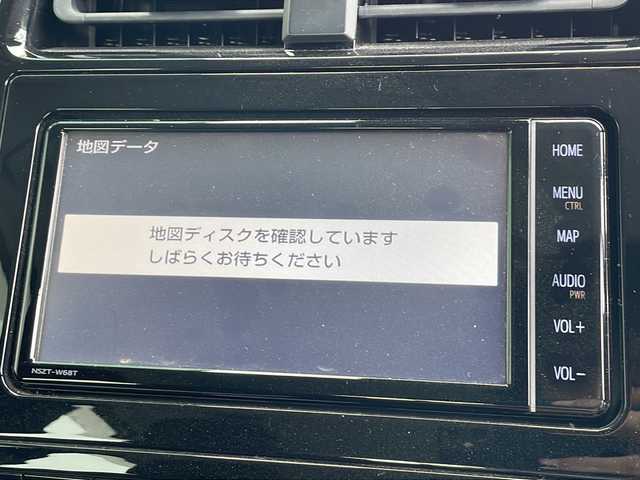 地図データ
地図ディスクを確認しています
しばらくお待ちください
NSZT-W68T
HOME
MENU
CTRL
MAP
AUDIO
PWR
VOL+
VOL−